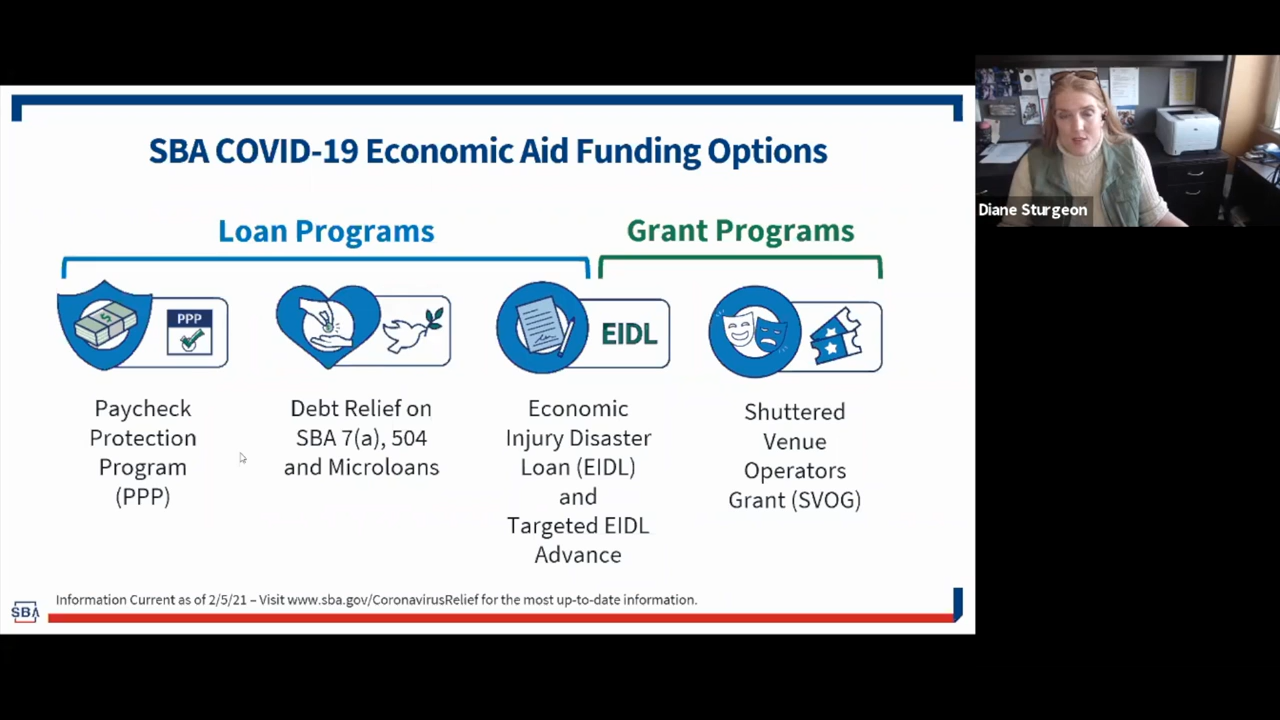 SBA COVID-19 Economic Aid Funding Options
Loan Programs
Grant Programs
PPP
EIDL
Paycheck
Protection
Program
(PPP)
Debt Relief on
SBA 7(a), 504
and Microloans
Economic
Injury Disaster
Loan (EIDL)
and
Targeted EIDL
Advance
Shuttered
Venue
Operators
Grant (SVOG)
SBA
Information Current as of 2/5/21 – Visit www.sba.gov/CoronavirusRelief for the most up-to-date information.
Diane Sturgeon